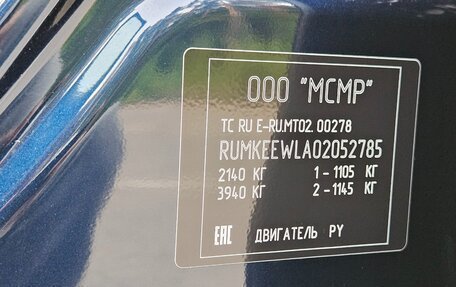 ООО "МСМР"
ТС RU Е-RU.МТ02.00278
RUMKEEWLA02052785
2140 КГ 1 - 1105 КГ
3940 КГ 2 - 1145 КГ
ЕАС ДВИГАТЕЛЬ PY